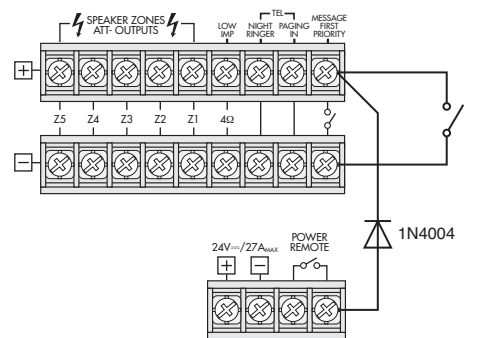 SPEAKER ZONES
ATT- OUTPUTS
LOW
IMP
TEL
NIGHT
RINGER
PAGING
IN
MESSAGE
FIRST
PRIORITY
+
Z5 Z4 Z3 Z2 Z1 4Ω
−
1N4004
24V⎓/27AMAX
POWER
REMOTE
+ −